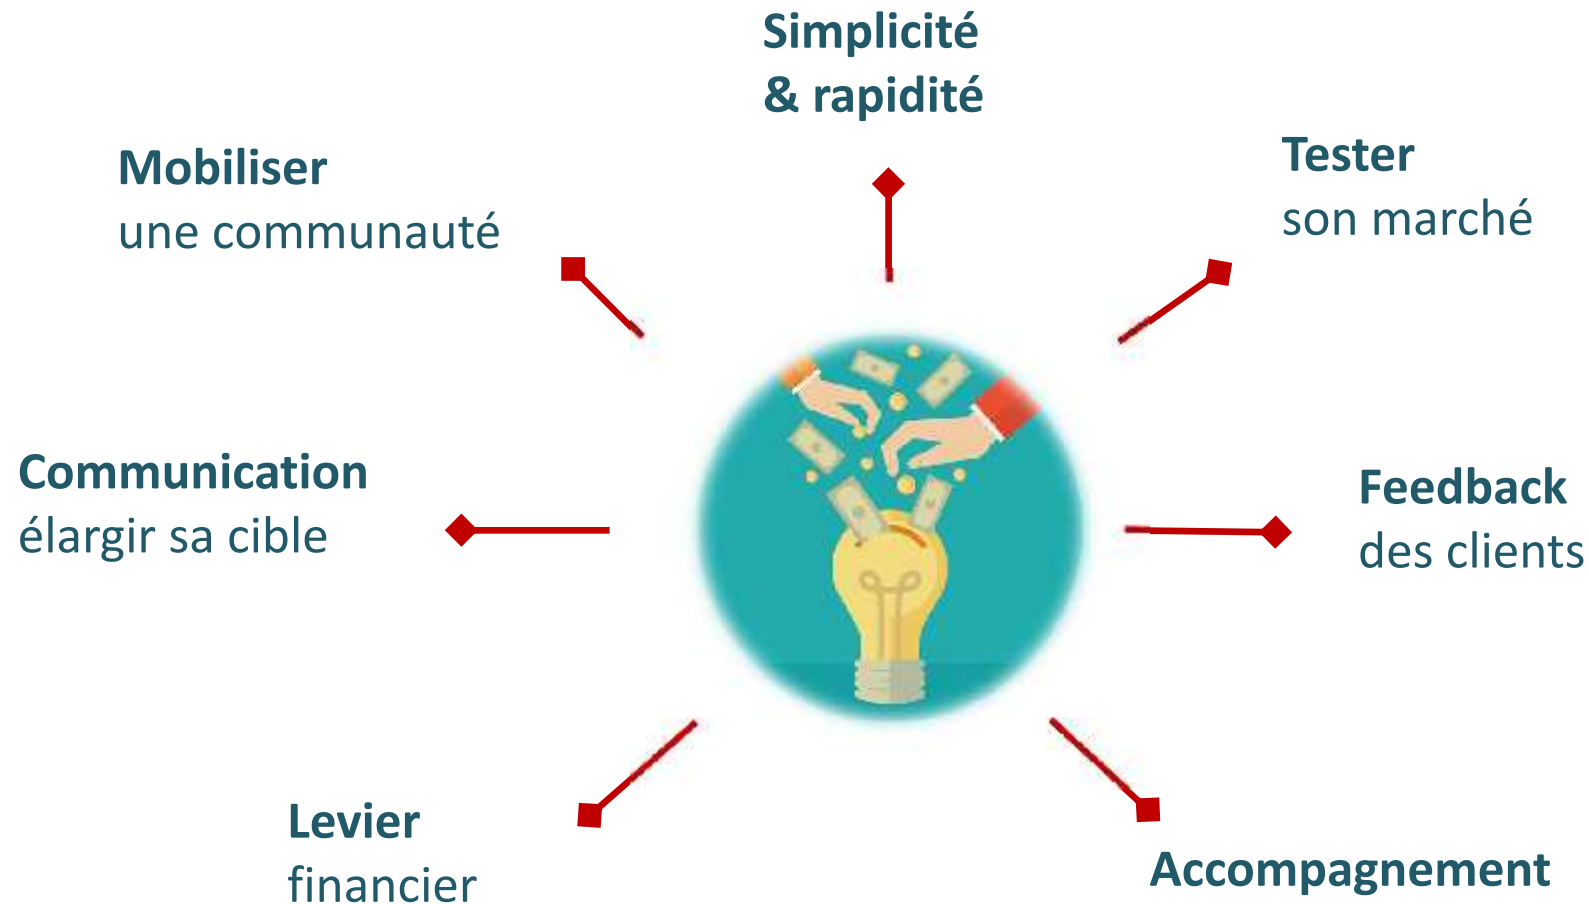 Simplicité
& rapidité
Mobiliser
une communauté
Tester
son marché
Communication
élargir sa cible
Feedback
des clients
Levier
financier
Accompagnement